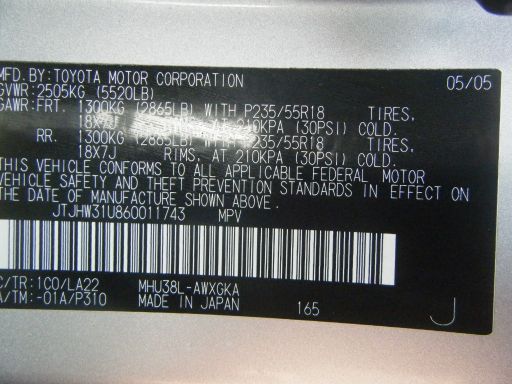 MFD. BY: TOYOTA MOTOR CORPORATION 05/05
GVWR: 2505KG (5520LB)
GAWR: FRT. 1300KG (2865LB) WITH P235/55R18 TIRES,
18X7J RIMS, AT 210KPA (30PSI) COLD.
RR. 1300KG (2865LB) WITH P235/55R18 TIRES,
18X7J RIMS, AT 210KPA (30PSI) COLD.
THIS VEHICLE CONFORMS TO ALL APPLICABLE FEDERAL MOTOR
VEHICLE SAFETY AND THEFT PREVENTION STANDARDS IN EFFECT ON
THE DATE OF MANUFACTURE SHOWN ABOVE.
JTJHW31U860011743 MPV
C/TR: 1C0/LA22 MHU38L-AWXGKA
A/TM: -01A/P310 MADE IN JAPAN 165 J